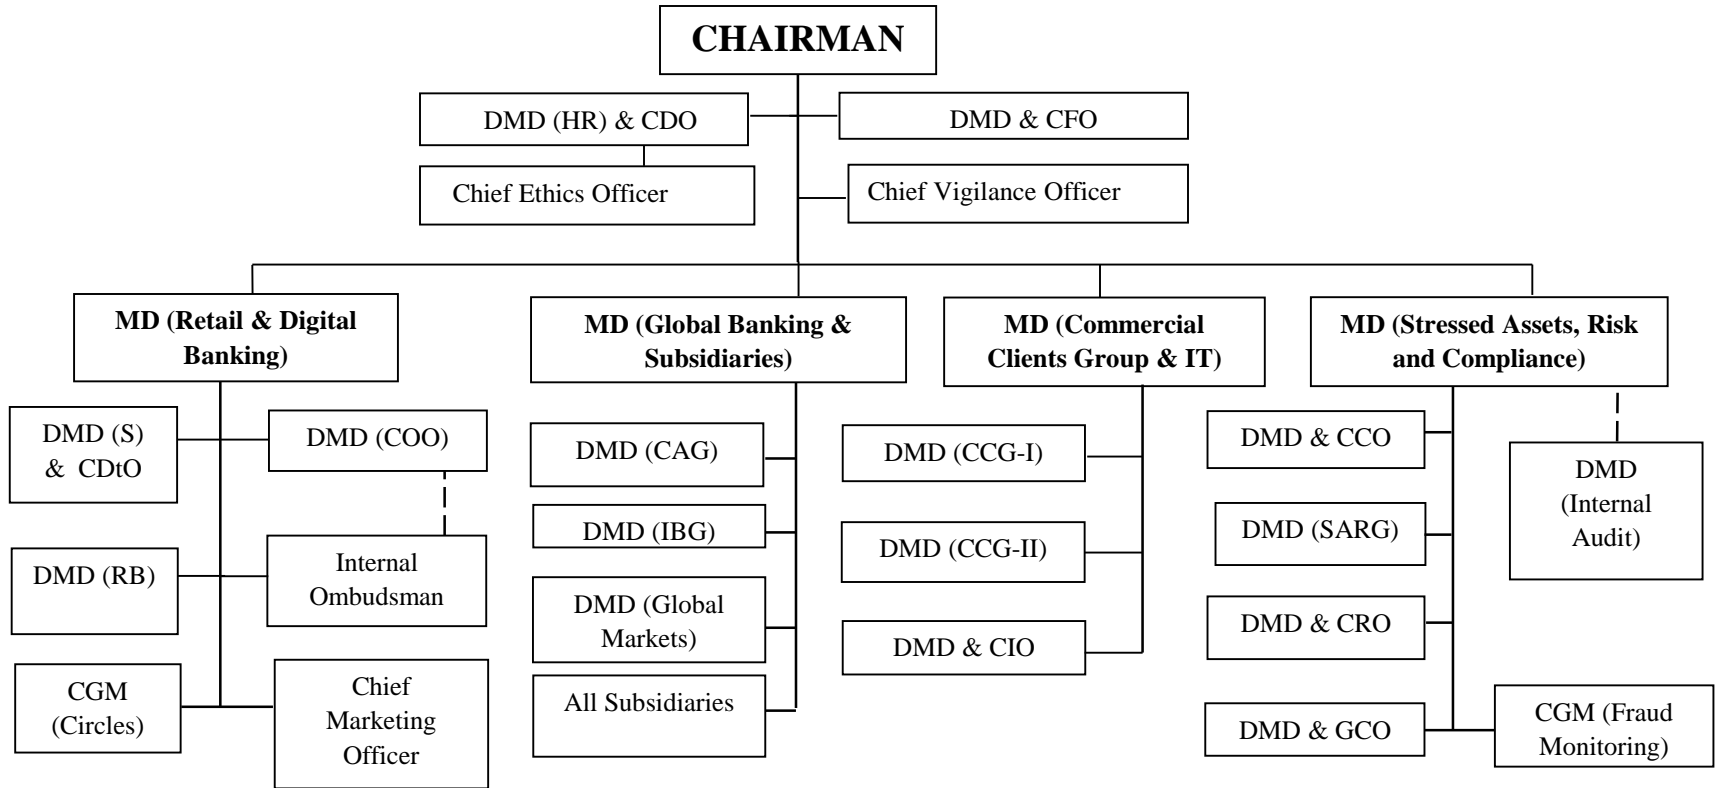 CHAIRMAN
DMD (HR) & CDO
DMD & CFO
Chief Ethics Officer
Chief Vigilance Officer
MD (Retail & Digital
Banking)
MD (Global Banking &
Subsidiaries)
MD (Commercial
Clients Group & IT)
MD (Stressed Assets, Risk
and Compliance)
DMD (S)
& CDtO
DMD (COO)
DMD (RB)
Internal
Ombudsman
CGM
(Circles)
Chief
Marketing
Officer
DMD (CAG)
DMD (IBG)
DMD (Global
Markets)
All Subsidiaries
DMD (CCG-I)
DMD (CCG-II)
DMD & CIO
DMD & CCO
DMD (SARG)
DMD & CRO
DMD & GCO
DMD
(Internal
Audit)
CGM (Fraud
Monitoring)